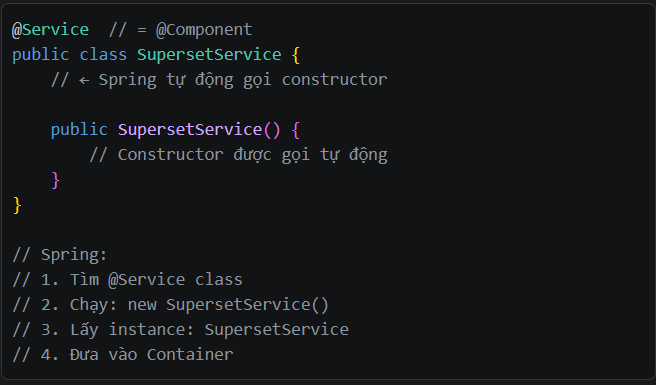 @Service  // = @Component
public class SupersetService {
    // ← Spring tự động gọi constructor
    public SupersetService() {
        // Constructor được gọi tự động
    }
}
// Spring:
// 1. Tìm @Service class
// 2. Chạy: new SupersetService()
// 3. Lấy instance: SupersetService
// 4. Đưa vào Container